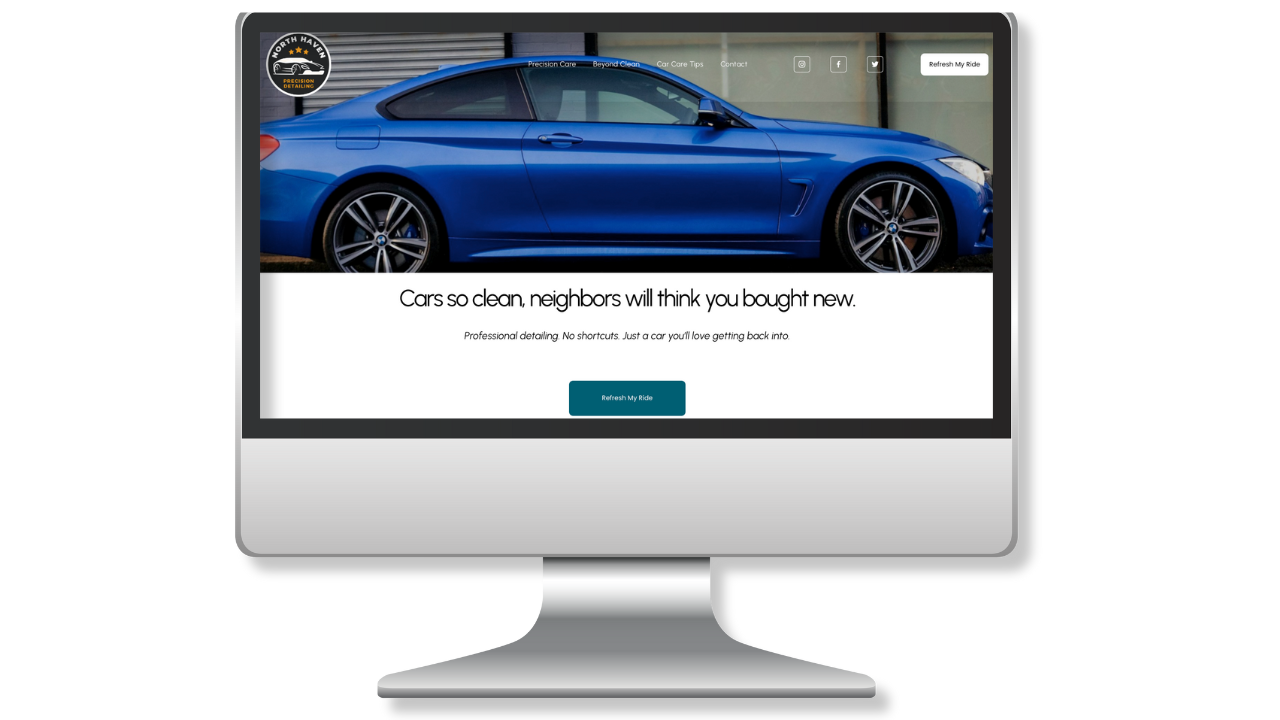 NORTH HAVEN
PRECISION
DETAILING
Precision Care Beyond Clean Car Care Tips Contact
Refresh My Ride
Cars so clean, neighbors will think you bought new.
Professional detailing. No shortcuts. Just a car you'll love getting back into.
Refresh My Ride